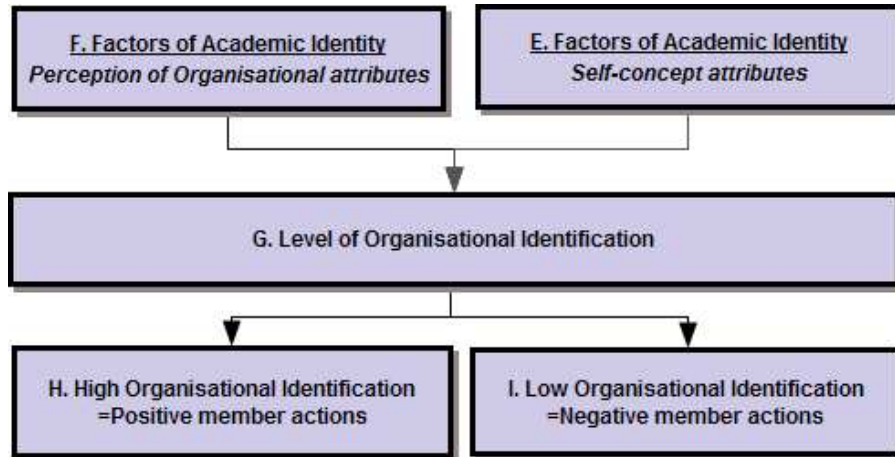 F. Factors of Academic Identity
Perception of Organisational attributes
E. Factors of Academic Identity
Self-concept attributes
G. Level of Organisational Identification
H. High Organisational Identification
=Positive member actions
I. Low Organisational Identification
=Negative member actions